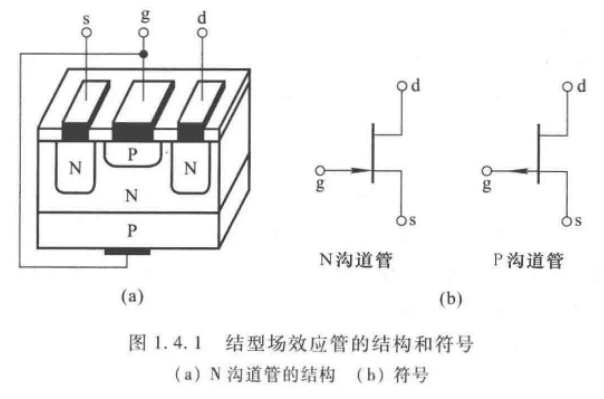 s g d
N P N
N
P
(a)
d
g
s
N沟道管
d
g
s
P沟道管
(b)
图 1.4.1 结型场效应管的结构和符号
(a) N 沟道管的结构 (b) 符号